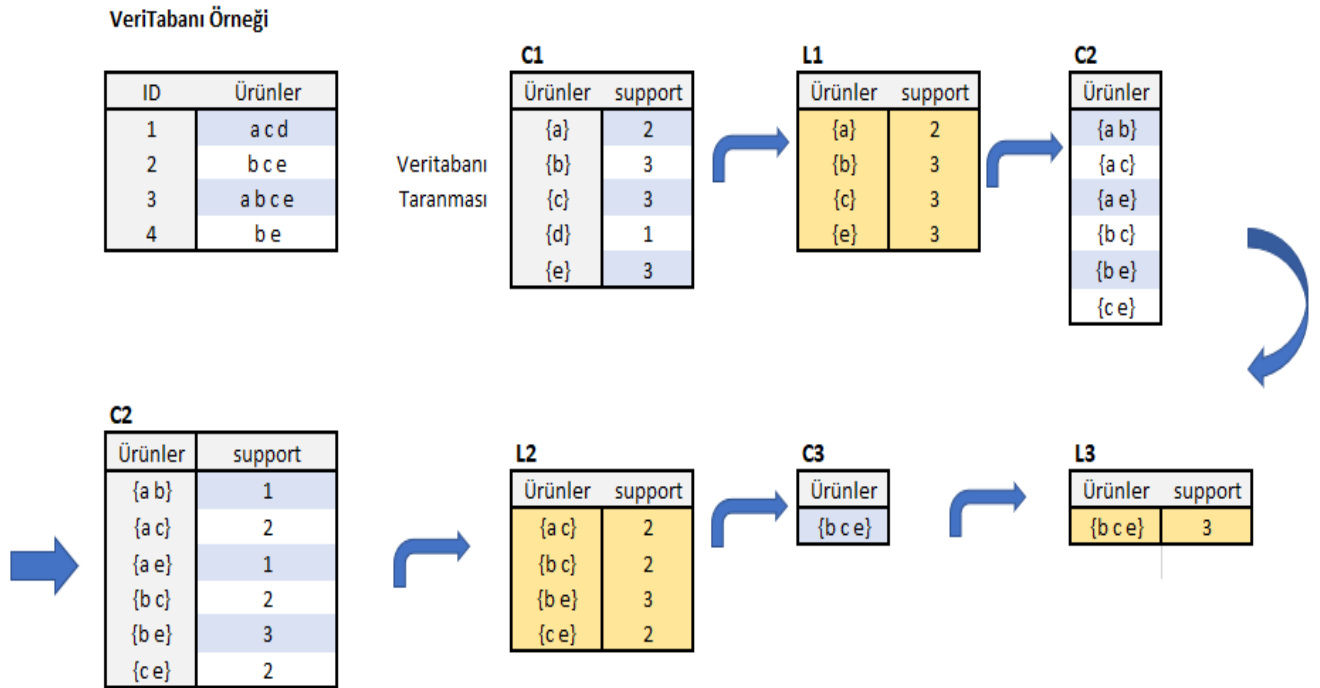 VeriTabanı Örneği
ID Ürünler
1 a c d
2 b c e
3 a b c e
4 b e
Veritabanı
Taranması
C1
Ürünler support
{a} 2
{b} 3
{c} 3
{d} 1
{e} 3
L1
Ürünler support
{a} 2
{b} 3
{c} 3
{e} 3
C2
Ürünler
{a b}
{a c}
{a e}
{b c}
{b e}
{c e}
C2
Ürünler support
{a b} 1
{a c} 2
{a e} 1
{b c} 2
{b e} 3
{c e} 2
L2
Ürünler support
{a c} 2
{b c} 2
{b e} 3
{c e} 2
C3
Ürünler
{b c e}
L3
Ürünler support
{b c e} 3